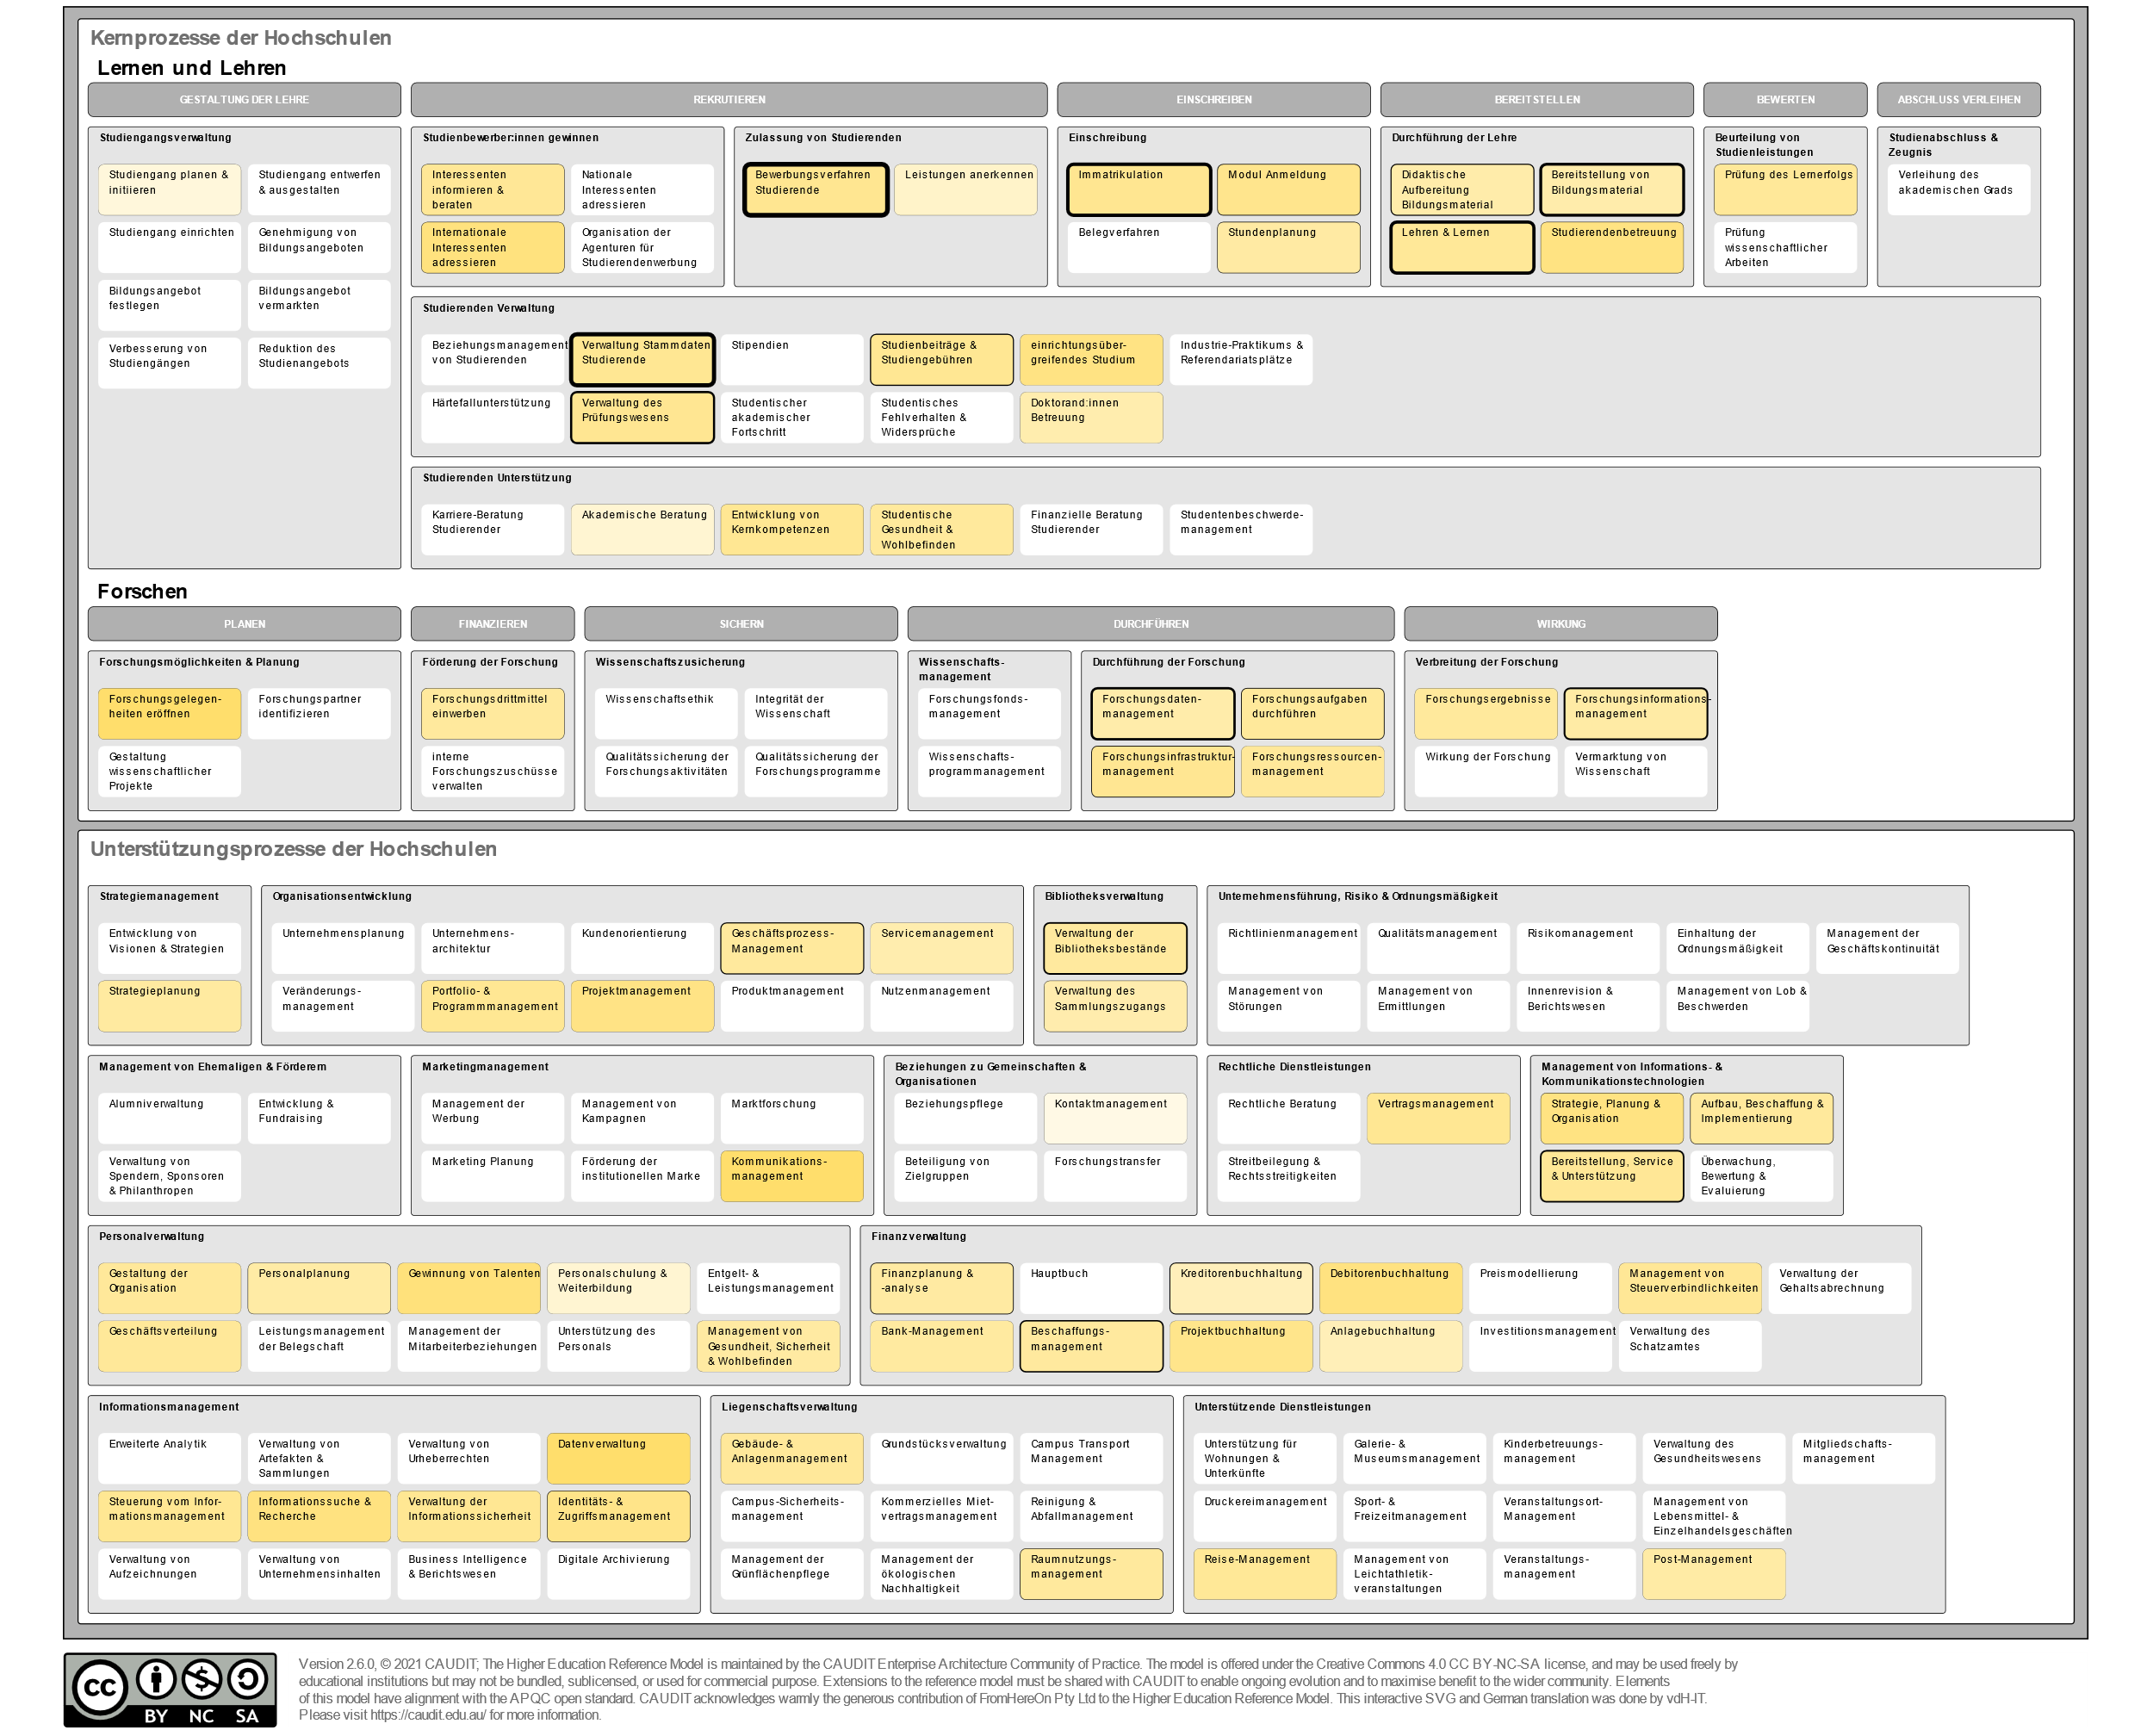 Kernprozesse der Hochschulen
Lernen und Lehren
GESTALTUNG DER LEHRE
REKRUTIEREN
EINSCHREIBEN
BEREITSTELLEN
BEWERTEN
ABSCHLUSS VERLEIHEN
Studiengangsverwaltung
Studiengang planen &
initiieren
Studiengang entwerfen
& ausgestalten
Studiengang einrichten
Genehmigung von
Bildungsangeboten
Bildungsangebot
festlegen
Bildungsangebot
vermarkten
Verbesserung von
Studiengängen
Reduktion des
Studienangebots
Studienbewerber:innen gewinnen
Interessenten
informieren &
beraten
Nationale
Interessenten
adressieren
Internationale
Interessenten
adressieren
Organisation der
Agenturen für
Studierendenwerbung
Zulassung von Studierenden
Bewerbungsverfahren
Studierende
Leistungen anerkennen
Einschreibung
Immatrikulation
Modul Anmeldung
Belegverfahren
Stundenplanung
Durchführung der Lehre
Didaktische
Aufbereitung
Bildungsmaterial
Bereitstellung von
Bildungsmaterial
Lehren & Lernen
Studierendenbetreuung
Beurteilung von
Studienleistungen
Prüfung des Lernerfolgs
Prüfung
wissenschaftlicher
Arbeiten
Studienabschluss &
Zeugnis
Verleihung des
akademischen Grads
Studierenden Verwaltung
Beziehungsmanagement
von Studierenden
Verwaltung Stammdaten
Studierende
Stipendien
Studienbeiträge &
Studiengebühren
einrichtungsüber-
greifendes Studium
Industrie-Praktikums &
Referendariatsplätze
Härtefallunterstützung
Verwaltung des
Prüfungswesens
Studentischer
akademischer
Fortschritt
Studentisches
Fehlverhalten &
Widersprüche
Doktorand:innen
Betreuung
Studierenden Unterstützung
Karriere-Beratung
Studierender
Akademische Beratung
Entwicklung von
Kernkompetenzen
Studentische
Gesundheit &
Wohlbefinden
Finanzielle Beratung
Studierender
Studentenbeschwerde-
management
Forschen
PLANEN
FINANZIEREN
SICHERN
DURCHFÜHREN
WIRKUNG
Forschungsmöglichkeiten & Planung
Forschungsgelegen-
heiten eröffnen
Forschungspartner
identifizieren
Gestaltung
wissenschaftlicher
Projekte
Förderung der Forschung
Forschungsdrittmittel
einwerben
interne
Forschungszuschüsse
verwalten
Wissenschaftszusicherung
Wissenschaftsethik
Integrität der
Wissenschaft
Qualitätssicherung der
Forschungsaktivitäten
Qualitätssicherung der
Forschungsprogramme
Wissenschafts-
management
Forschungsfonds-
management
Wissenschafts-
programmanagement
Durchführung der Forschung
Forschungsdaten-
management
Forschungsaufgaben
durchführen
Forschungsinfrastruktur-
management
Forschungsressourcen-
management
Verbreitung der Forschung
Forschungsergebnisse
Forschungsinformations-
management
Wirkung der Forschung
Vermarktung von
Wissenschaft
Unterstützungsprozesse der Hochschulen
Strategiemanagement
Entwicklung von
Visionen & Strategien
Strategieplanung
Organisationsentwicklung
Unternehmensplanung
Unternehmens-
architektur
Kundenorientierung
Geschäftsprozess-
Management
Servicemanagement
Veränderungs-
management
Portfolio- &
Programmmanagement
Projektmanagement
Produktmanagement
Nutzenmanagement
Bibliotheksverwaltung
Verwaltung der
Bibliotheksbestände
Verwaltung des
Sammlungszugangs
Unternehmensführung, Risiko & Ordnungsmäßigkeit
Richtlinienmanagement
Qualitätsmanagement
Risikomanagement
Einhaltung der
Ordnungsmäßigkeit
Management der
Geschäftskontinuität
Management von
Störungen
Management von
Ermittlungen
Innenrevision &
Berichtswesen
Management von Lob &
Beschwerden
Management von Ehemaligen & Förderern
Alumniverwaltung
Entwicklung &
Fundraising
Verwaltung von
Spendern, Sponsoren
& Philanthropen
Marketingmanagement
Management der
Werbung
Management von
Kampagnen
Marktforschung
Marketing Planung
Förderung der
institutionellen Marke
Kommunikations-
management
Beziehungen zu Gemeinschaften &
Organisationen
Beziehungspflege
Kontaktmanagement
Beteiligung von
Zielgruppen
Forschungstransfer
Rechtliche Dienstleistungen
Rechtliche Beratung
Vertragsmanagement
Streitbeilegung &
Rechtsstreitigkeiten
Management von Informations- &
Kommunikationstechnologien
Strategie, Planung &
Organisation
Aufbau, Beschaffung &
Implementierung
Bereitstellung, Service
& Unterstützung
Überwachung,
Bewertung &
Evaluierung
Personalverwaltung
Gestaltung der
Organisation
Personalplanung
Gewinnung von Talenten
Personalschulung &
Weiterbildung
Entgelt- &
Leistungsmanagement
Geschäftsverteilung
Leistungsmanagement
der Belegschaft
Management der
Mitarbeiterbeziehungen
Unterstützung des
Personals
Management von
Gesundheit, Sicherheit
& Wohlbefinden
Finanzverwaltung
Finanzplanung &
-analyse
Hauptbuch
Kreditorenbuchhaltung
Debitorenbuchhaltung
Preismodellierung
Management von
Steuerverbindlichkeiten
Verwaltung der
Gehaltsabrechnung
Bank-Management
Beschaffungs-
management
Projektbuchhaltung
Anlagebuchhaltung
Investitionsmanagement
Verwaltung des
Schatzamtes
Informationsmanagement
Erweiterte Analytik
Verwaltung von
Artefakten &
Sammlungen
Verwaltung von
Urheberrechten
Datenverwaltung
Steuerung vom Infor-
mationsmanagement
Informationssuche &
Recherche
Verwaltung der
Informationssicherheit
Identitäts- &
Zugriffsmanagement
Verwaltung von
Aufzeichnungen
Verwaltung von
Unternehmensinhalten
Business Intelligence
& Berichtswesen
Digitale Archivierung
Liegenschaftsverwaltung
Gebäude- &
Anlagenmanagement
Grundstücksverwaltung
Campus Transport
Management
Campus-Sicherheits-
management
Kommerzielles Miet-
vertragsmanagement
Reinigung &
Abfallmanagement
Management der
Grünflächenpflege
Management der
ökologischen
Nachhaltigkeit
Raumnutzungs-
management
Unterstützende Dienstleistungen
Unterstützung für
Wohnungen &
Unterkünfte
Galerie- &
Museumsmanagement
Kinderbetreuungs-
management
Verwaltung des
Gesundheitswesens
Mitgliedschafts-
management
Druckereimanagement
Sport- &
Freizeitmanagement
Veranstaltungsort-
Management
Management von
Lebensmittel- &
Einzelhandelsgeschäften
Reise-Management
Management von
Leichtathletik-
veranstaltungen
Veranstaltungs-
management
Post-Management
CC BY NC SA
Version 2.6.0, © 2021 CAUDIT; The Higher Education Reference Model is maintained by the CAUDIT Enterprise Architecture Community of Practice. The model is offered under the Creative Commons 4.0 CC BY-NC-SA license, and may be used freely by
educational institutions but may not be bundled, sublicensed, or used for commercial purpose. Extensions to the reference model must be shared with CAUDIT to enable ongoing evolution and to maximise benefit to the wider community. Elements
of this model have alignment with the APQC open standard. CAUDIT acknowledges warmly the generous contribution of FromHereOn Pty Ltd to the Higher Education Reference Model. This interactive SVG and German translation was done by vdH-IT.
Please visit https://caudit.edu.au/ for more information.